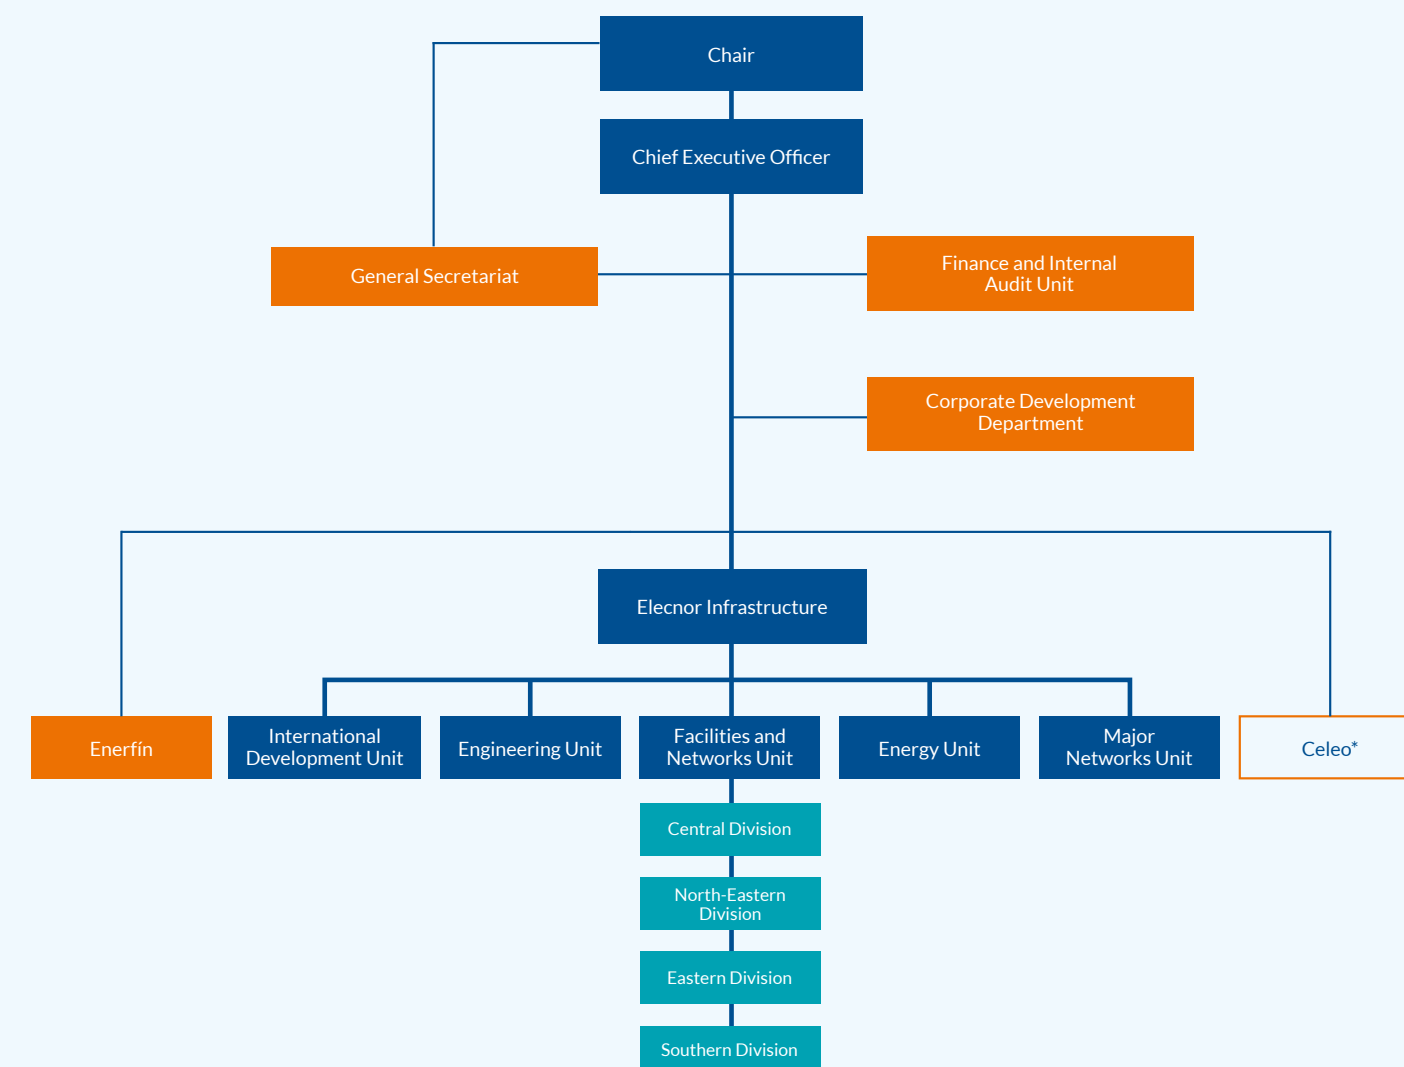 Chair
Chief Executive Officer
General Secretariat
Finance and Internal
Audit Unit
Corporate Development
Department
Elecnor Infrastructure
Enerfín
International
Development Unit
Engineering Unit
Facilities and
Networks Unit
Energy Unit
Major
Networks Unit
Celeo*
Central Division
North-Eastern
Division
Eastern Division
Southern Division